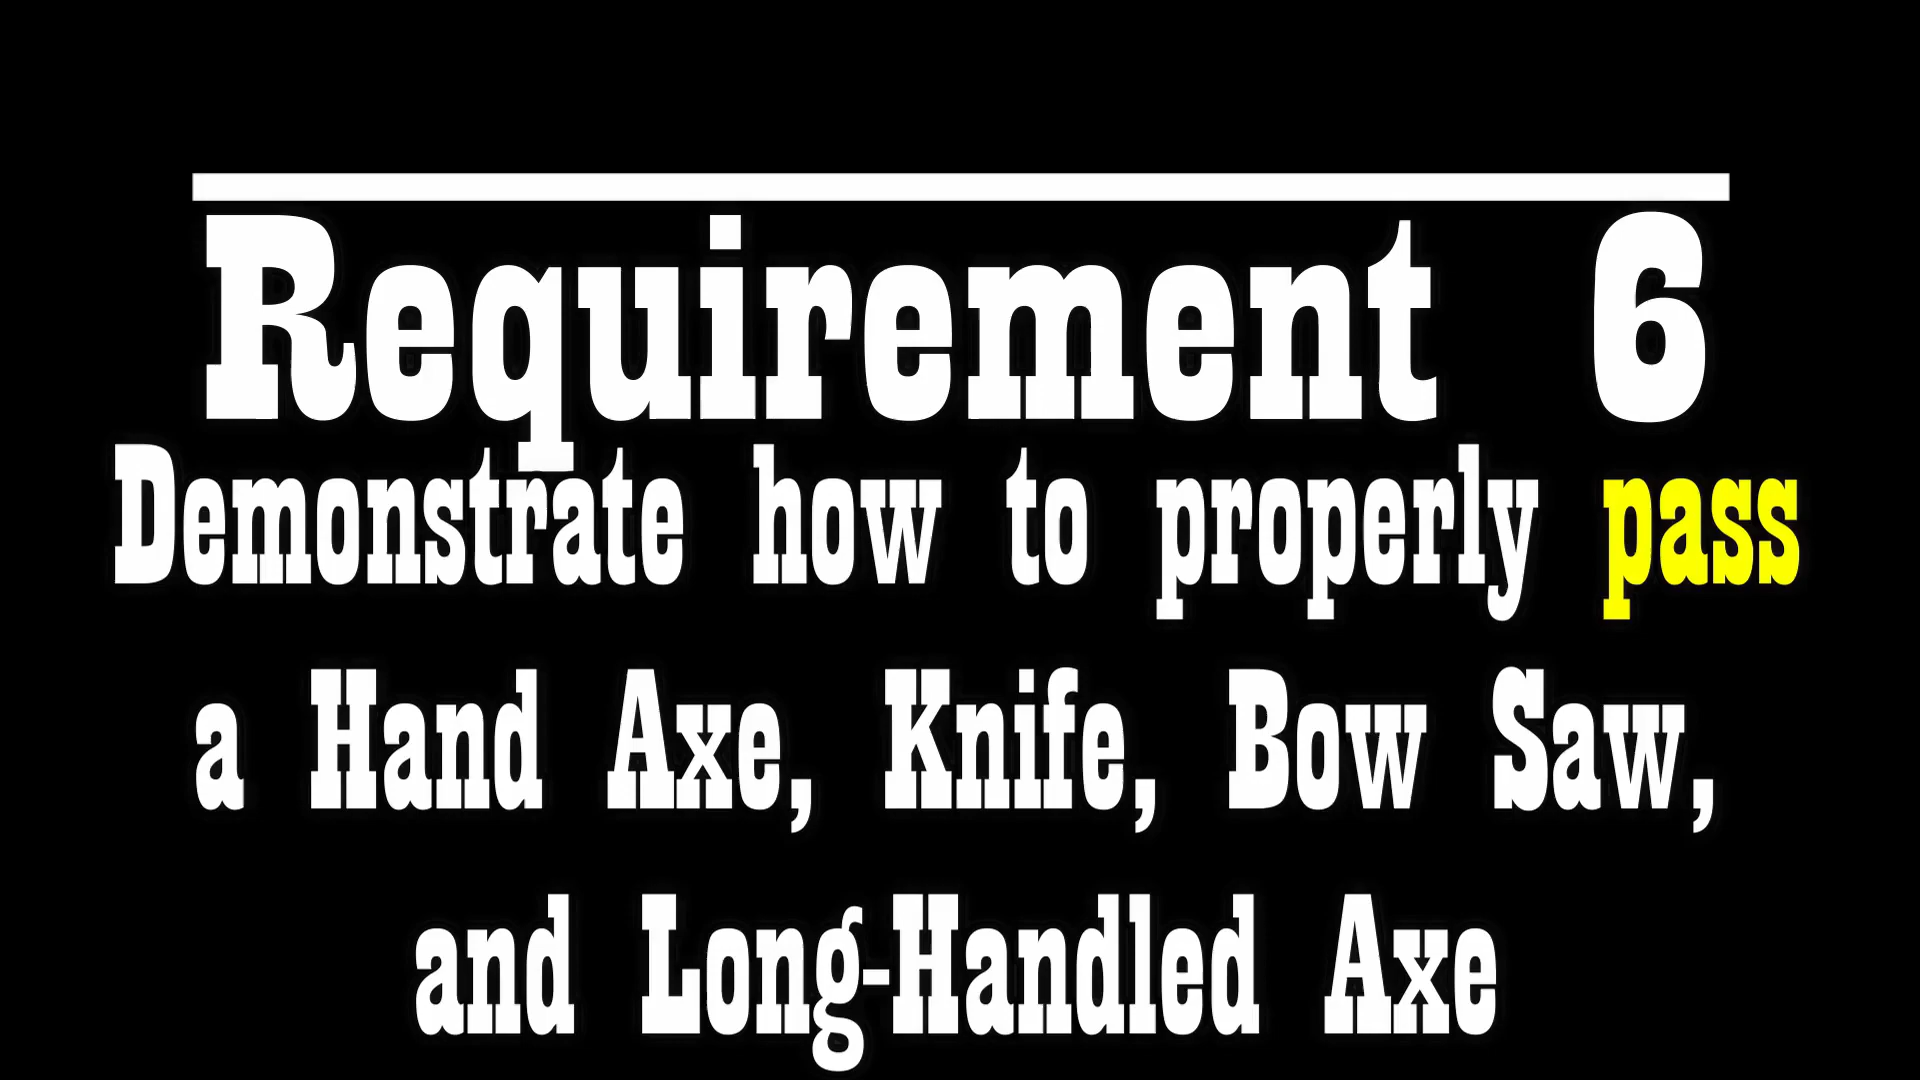 Requirement 6
Demonstrate how to properly pass
a Hand Axe, Knife, Bow Saw,
and Long-Handled Axe